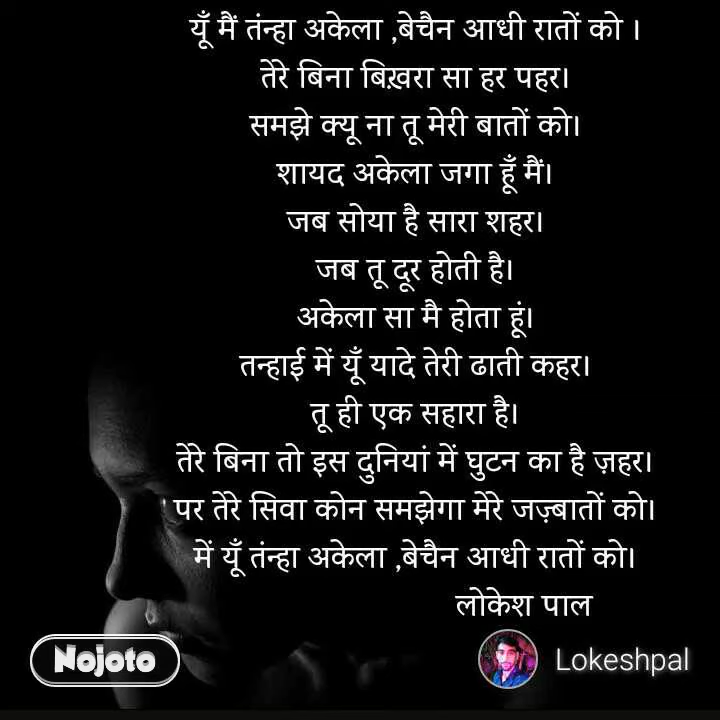 यूँ मैं तंन्हा अकेला ,बेचैन आधी रातों को ।
तेरे बिना बिख़रा सा हर पहर।
समझे क्यू ना तू मेरी बातों को।
शायद अकेला जगा हूँ मैं।
जब सोया है सारा शहर।
जब तू दूर होती है।
अकेला सा मै होता हूं।
तन्हाई में यूँ यादे तेरी ढाती कहर।
तू ही एक सहारा है।
तेरे बिना तो इस दुनियां में घुटन का है ज़हर।
पर तेरे सिवा कोन समझेगा मेरे जज़्बातों को।
में यूँ तंन्हा अकेला ,बेचैन आधी रातों को।
लोकेश पाल
Nojoto
Lokeshpal